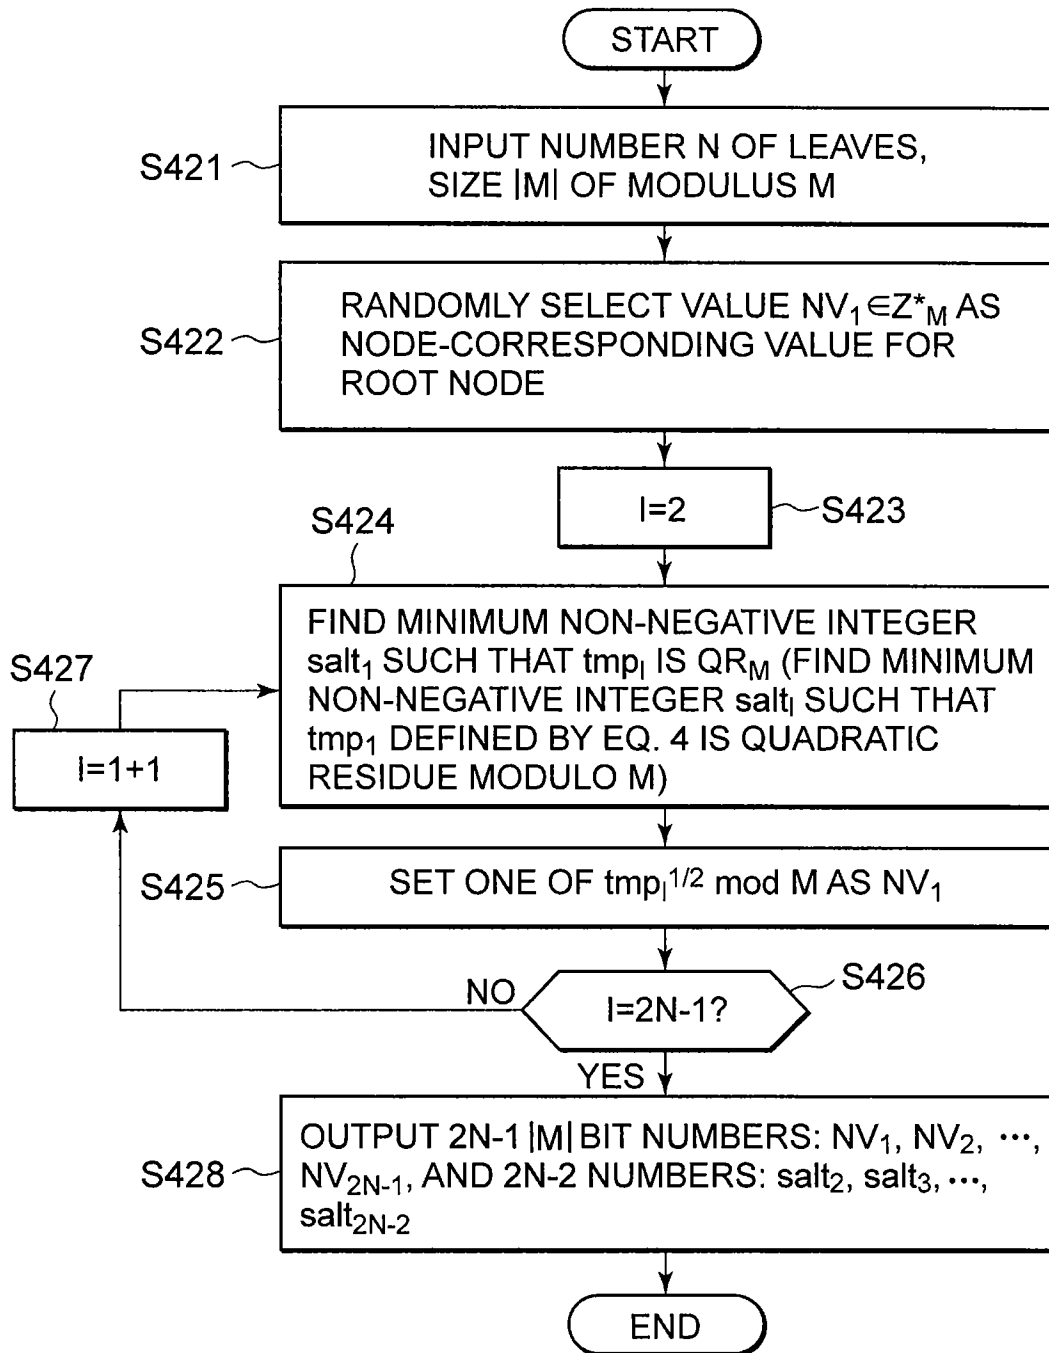 START
S421
INPUT NUMBER N OF LEAVES,
SIZE |M| OF MODULUS M
S422
RANDOMLY SELECT VALUE NV₁∈Z*M AS
NODE-CORRESPONDING VALUE FOR
ROOT NODE
I=2
S423
S424
FIND MINIMUM NON-NEGATIVE INTEGER
salt₁ SUCH THAT tmpl IS QRM (FIND MINIMUM
NON-NEGATIVE INTEGER saltl SUCH THAT
tmp₁ DEFINED BY EQ. 4 IS QUADRATIC
RESIDUE MODULO M)
S427
I=1+1
S425
SET ONE OF tmpl^1/2 mod M AS NV₁
S426
NO
I=2N-1?
YES
S428
OUTPUT 2N-1 |M| BIT NUMBERS: NV₁, NV₂, ···,
NV₂N-₁, AND 2N-2 NUMBERS: salt₂, salt₃, ···,
salt₂N-₂
END